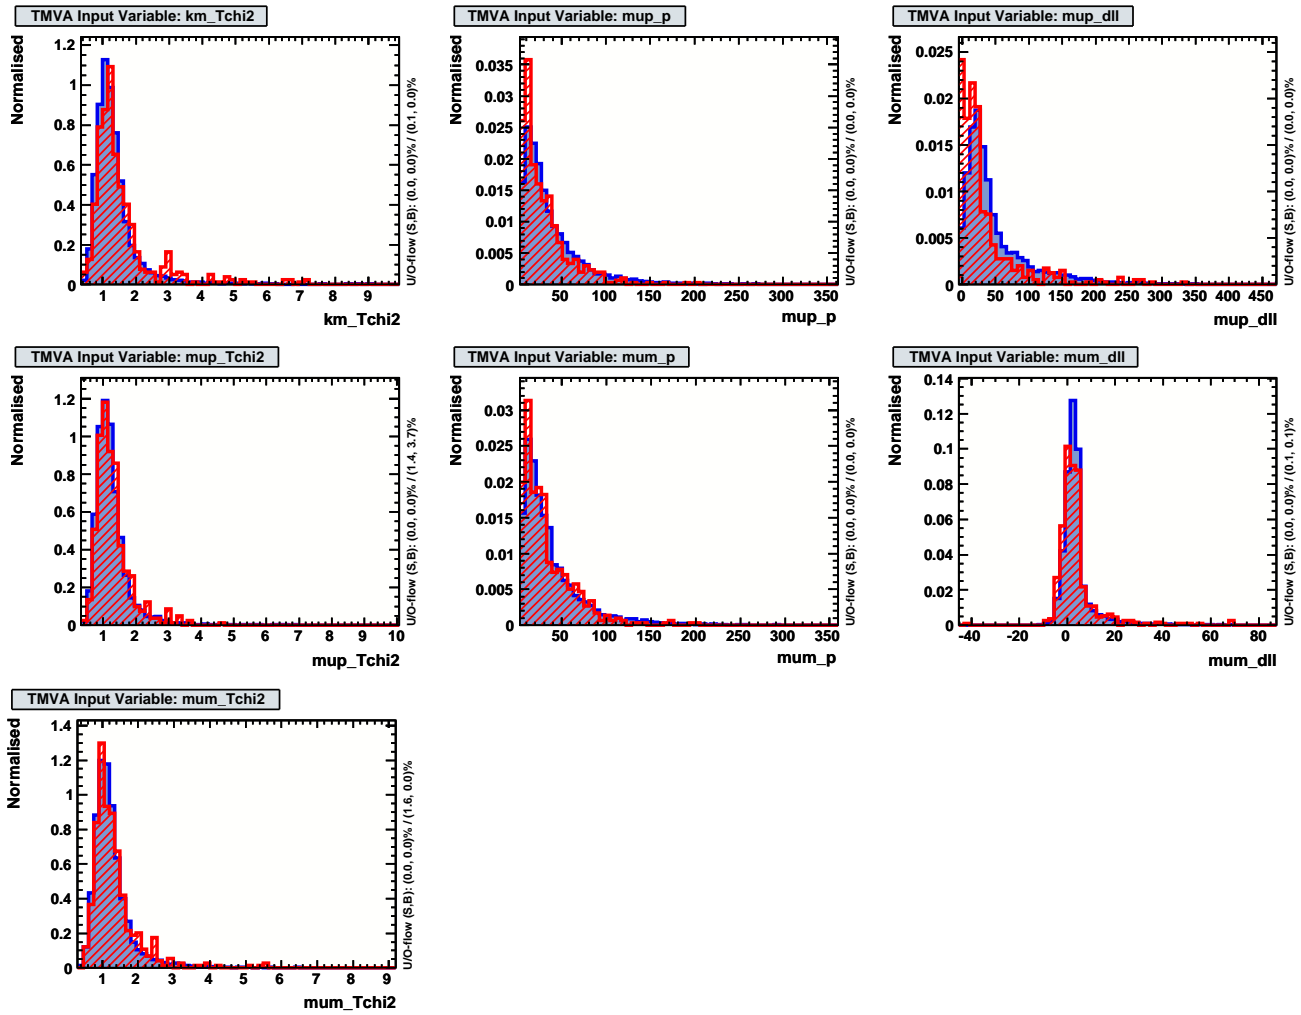 TMVA Input Variable: km_Tchi2
Normalised
1.2
1
0.8
0.6
0.4
0.2
0
1 2 3 4 5 6 7 8 9
km_Tchi2
U/O-flow (S,B): (0.0, 0.0)% / (0.1, 0.0)%
TMVA Input Variable: mup_p
Normalised
0.035
0.03
0.025
0.02
0.015
0.01
0.005
0
50 100 150 200 250 300 350
mup_p
U/O-flow (S,B): (0.0, 0.0)% / (0.0, 0.0)%
TMVA Input Variable: mup_dll
Normalised
0.025
0.02
0.015
0.01
0.005
0
0 50 100 150 200 250 300 350 400 450
mup_dll
U/O-flow (S,B): (0.0, 0.0)% / (0.0, 0.0)%
TMVA Input Variable: mup_Tchi2
Normalised
1.2
1
0.8
0.6
0.4
0.2
0
1 2 3 4 5 6 7 8 9 10
mup_Tchi2
U/O-flow (S,B): (0.0, 0.0)% / (1.4, 3.7)%
TMVA Input Variable: mum_p
Normalised
0.03
0.025
0.02
0.015
0.01
0.005
0
50 100 150 200 250 300 350
mum_p
U/O-flow (S,B): (0.0, 0.0)% / (0.0, 0.0)%
TMVA Input Variable: mum_dll
Normalised
0.14
0.12
0.1
0.08
0.06
0.04
0.02
0
-40 -20 0 20 40 60 80
mum_dll
U/O-flow (S,B): (0.0, 0.0)% / (0.1, 0.1)%
TMVA Input Variable: mum_Tchi2
Normalised
1.4
1.2
1
0.8
0.6
0.4
0.2
0
1 2 3 4 5 6 7 8 9
mum_Tchi2
U/O-flow (S,B): (0.0, 0.0)% / (1.6, 0.0)%